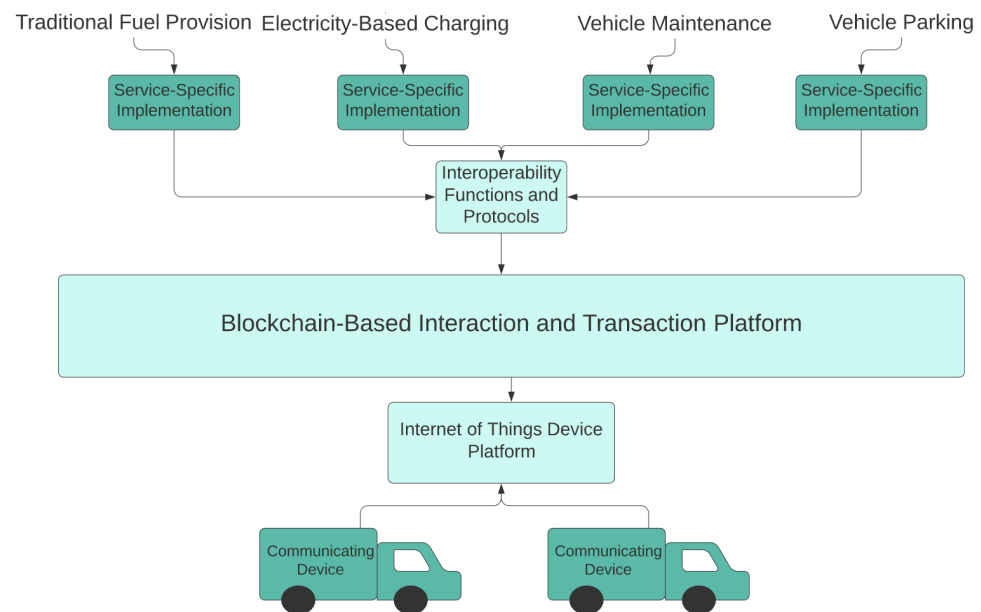 Traditional Fuel Provision
Electricity-Based Charging
Vehicle Maintenance
Vehicle Parking
Service-Specific
Implementation
Service-Specific
Implementation
Service-Specific
Implementation
Service-Specific
Implementation
Interoperability
Functions and
Protocols
Blockchain-Based Interaction and Transaction Platform
Internet of Things Device
Platform
Communicating
Device
Communicating
Device